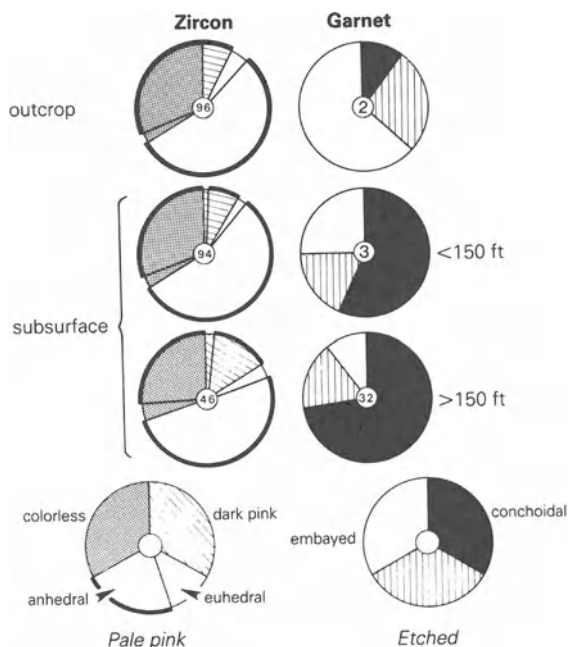 Zircon Garnet
outcrop 96 2
94 3 <150 ft
subsurface
46 32 >150 ft
colorless dark pink conchoidal
embayed
anhedral euhedral
Pale pink Etched